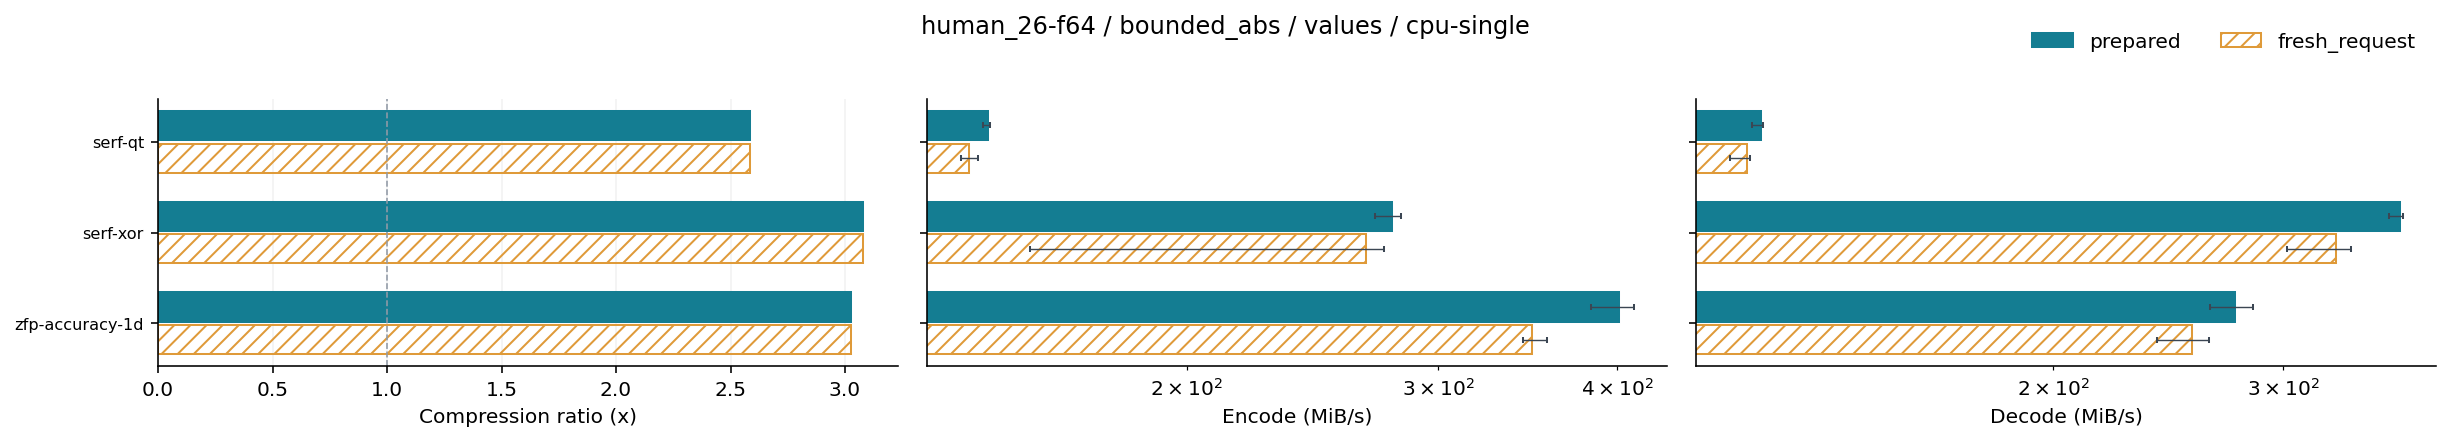 human_26-f64 / bounded_abs / values / cpu-single
prepared
fresh_request
serf-qt
serf-xor
zfp-accuracy-1d
0.0
0.5
1.0
1.5
2.0
2.5
3.0
Compression ratio (x)
2 × 10²
3 × 10²
4 × 10²
Encode (MiB/s)
2 × 10²
3 × 10²
Decode (MiB/s)